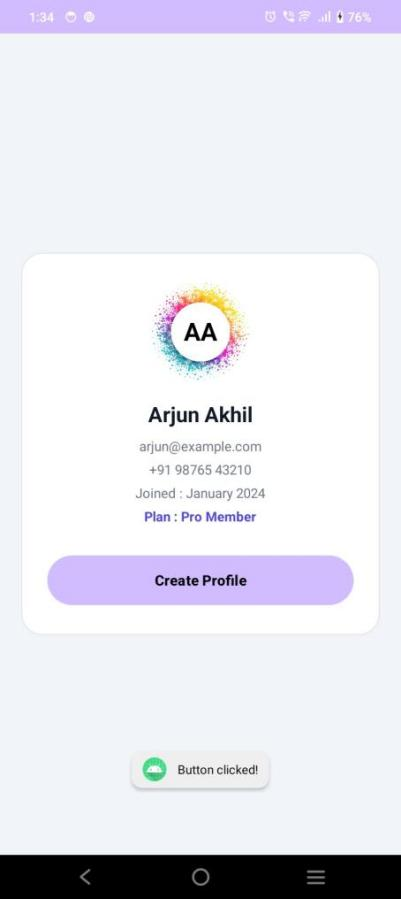 1:34
76%
AA
Arjun Akhil
arjun@example.com
+91 98765 43210
Joined : January 2024
Plan : Pro Member
Create Profile
Button clicked!